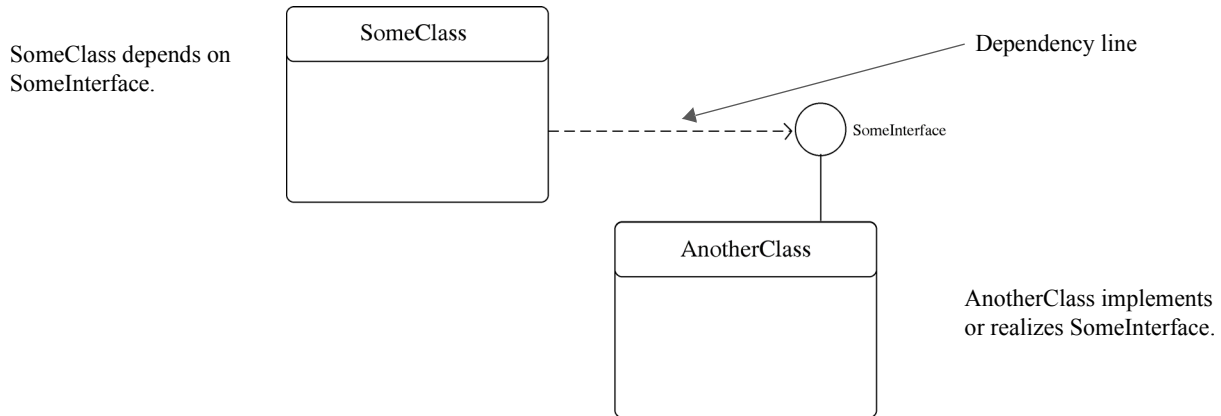 SomeClass
SomeClass depends on
SomeInterface.
Dependency line
SomeInterface
AnotherClass
AnotherClass implements
or realizes SomeInterface.